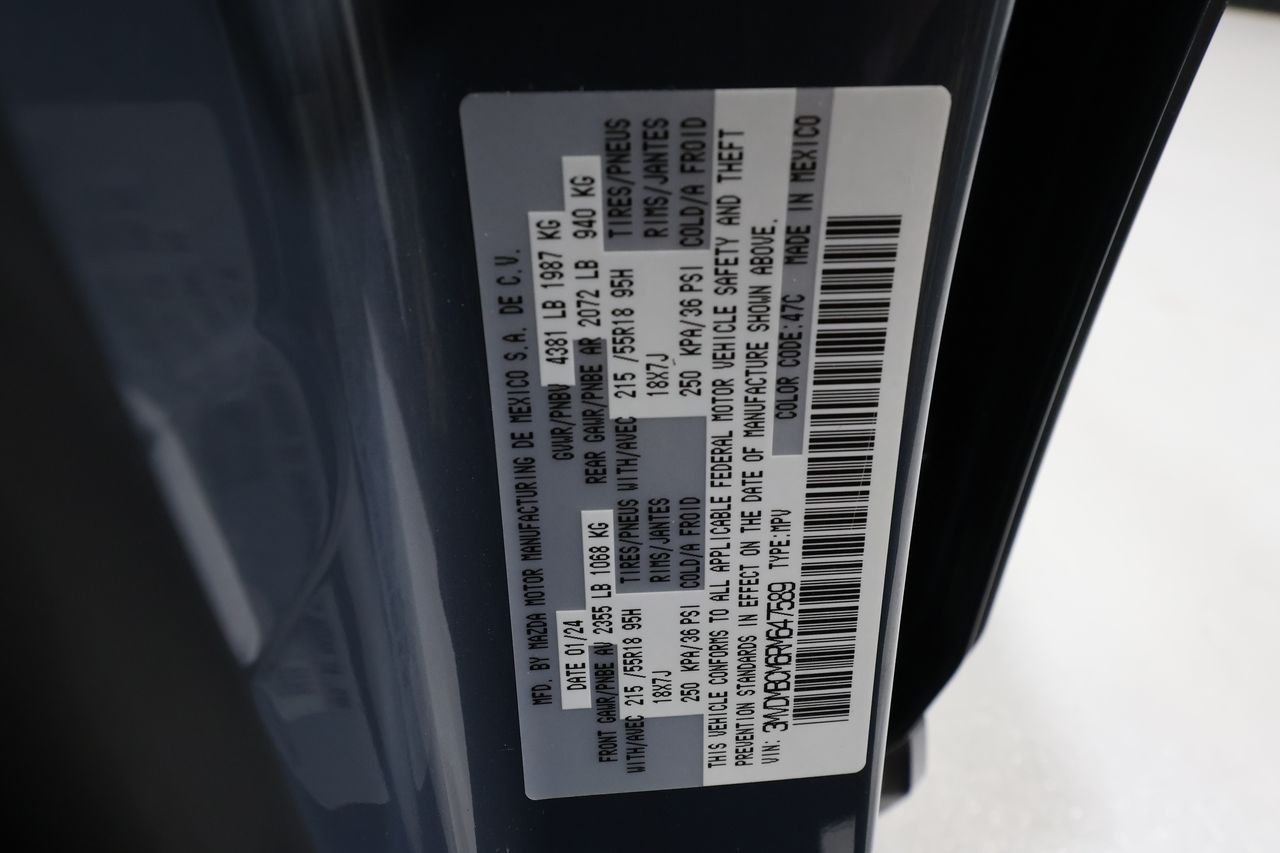 MFD. BY MAZDA MOTOR MANUFACTURING DE MEXICO S.A. DE C.V.
DATE 01/24 GVWR/PNBV 4381 LB 1987 KG
FRONT GAWR/PNBE AV 2355 LB 1068 KG REAR GAWR/PNBE AR 2072 LB 940 KG
WITH/AVEC 215 /55R18 95H TIRES/PNEUS WITH/AVEC 215 /55R18 95H TIRES/PNEUS
18X7J RIMS/JANTES 18X7J RIMS/JANTES
250 KPA/36 PSI COLD/A FROID 250 KPA/36 PSI COLD/A FROID
THIS VEHICLE CONFORMS TO ALL APPLICABLE FEDERAL MOTOR VEHICLE SAFETY AND THEFT
PREVENTION STANDARDS IN EFFECT ON THE DATE OF MANUFACTURE SHOWN ABOVE.
VIN: 3MVDMBCM6RM647589 TYPE:MPV COLOR CODE:47C MADE IN MEXICO